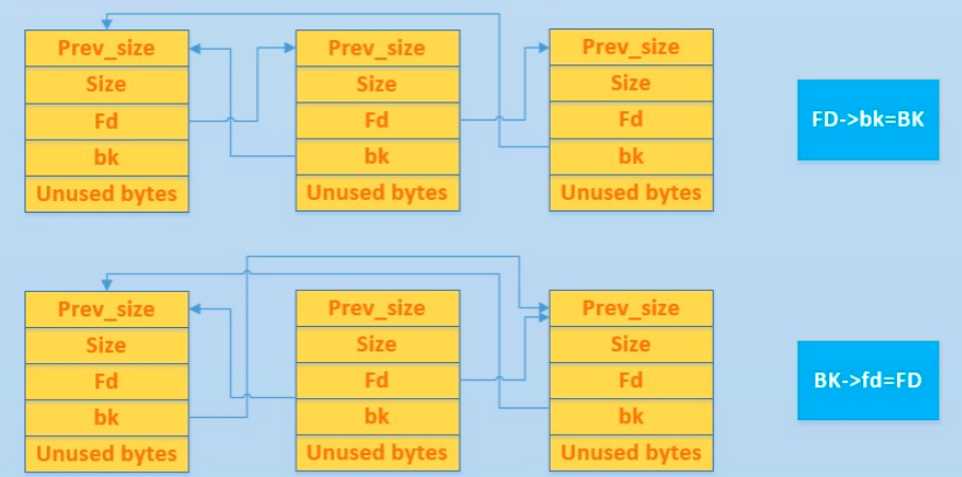 Prev_size
Size
Fd
bk
Unused bytes
Prev_size
Size
Fd
bk
Unused bytes
Prev_size
Size
Fd
bk
Unused bytes
FD->bk=BK
Prev_size
Size
Fd
bk
Unused bytes
Prev_size
Size
Fd
bk
Unused bytes
Prev_size
Size
Fd
bk
Unused bytes
BK->fd=FD